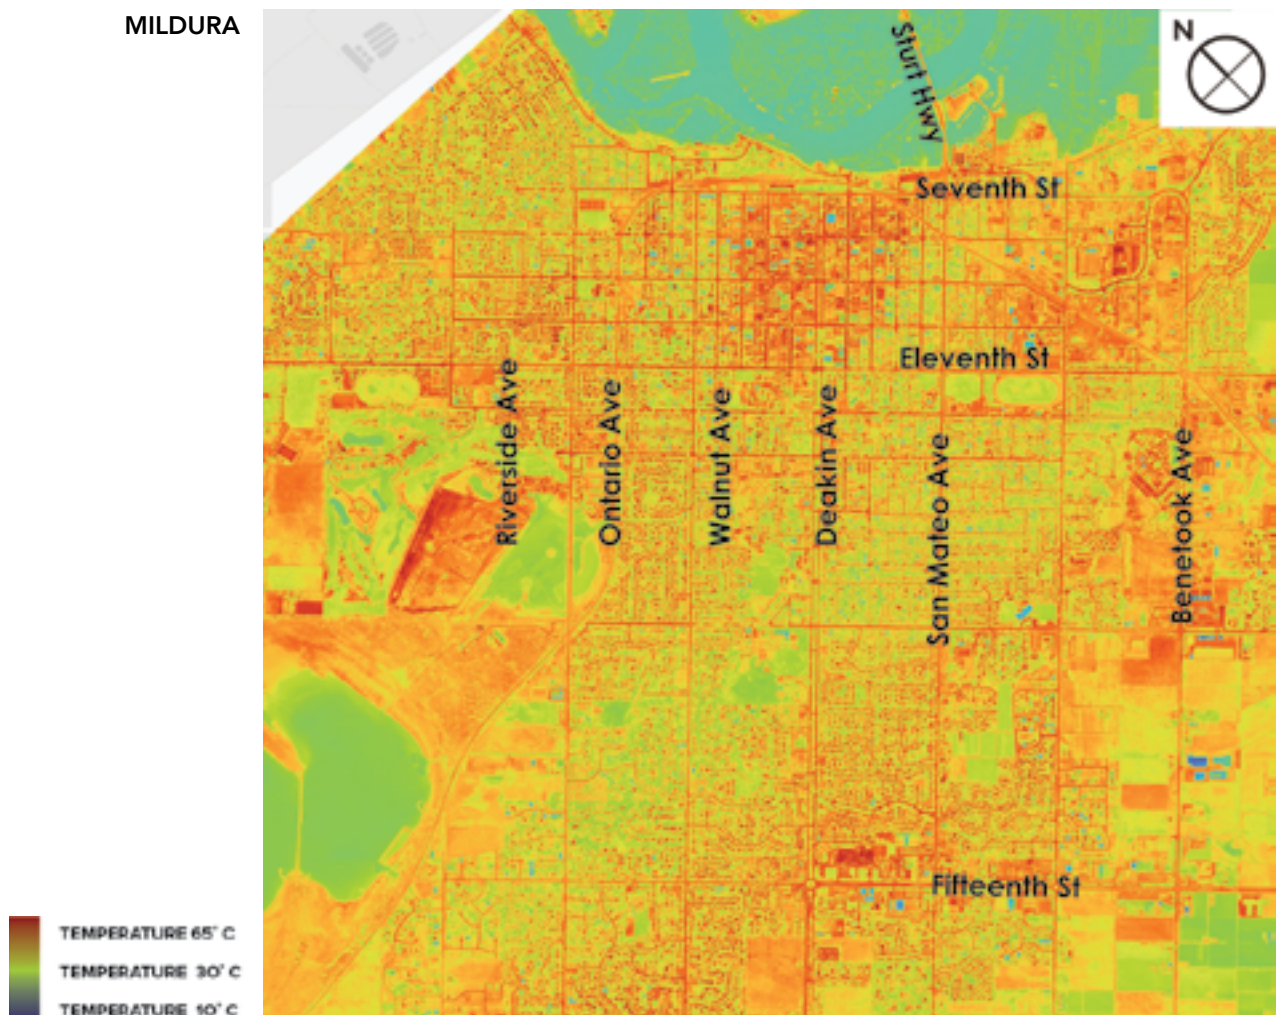 MILDURA
N
Sturt Hwy
Seventh St
Eleventh St
Riverside Ave
Ontario Ave
Walnut Ave
Deakin Ave
San Mateo Ave
Benetook Ave
Fifteenth St
TEMPERATURE 65° C
TEMPERATURE 30° C
TEMPERATURE 10° C